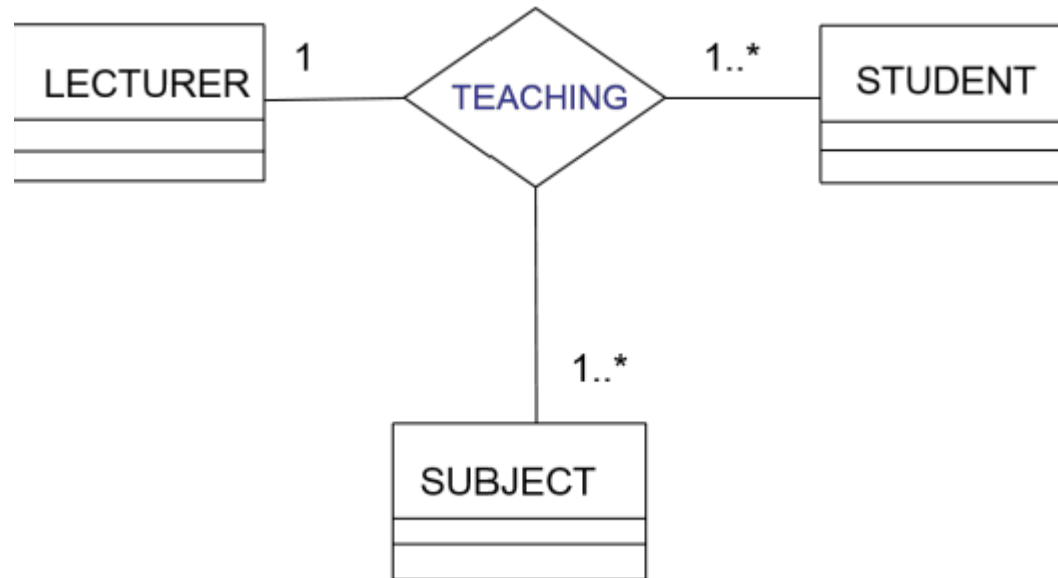 LECTURER
1
TEACHING
1..*
STUDENT
1..*
SUBJECT